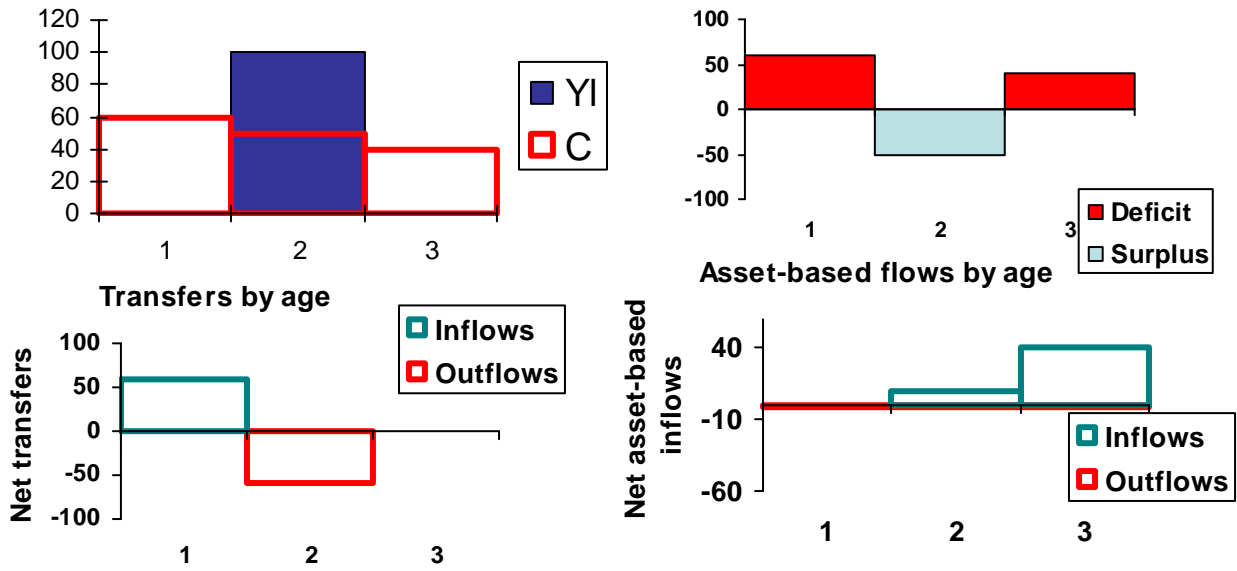 120
100
80
60
40
20
0
1 2 3
Yl
C
100
50
0
-50
-100
1 2 3
Deficit
Surplus
Transfers by age
Net transfers
100
50
0
-50
-100
1 2 3
Inflows
Outflows
Asset-based flows by age
Net asset-based
inflows
40
-10
-60
1 2 3
Inflows
Outflows